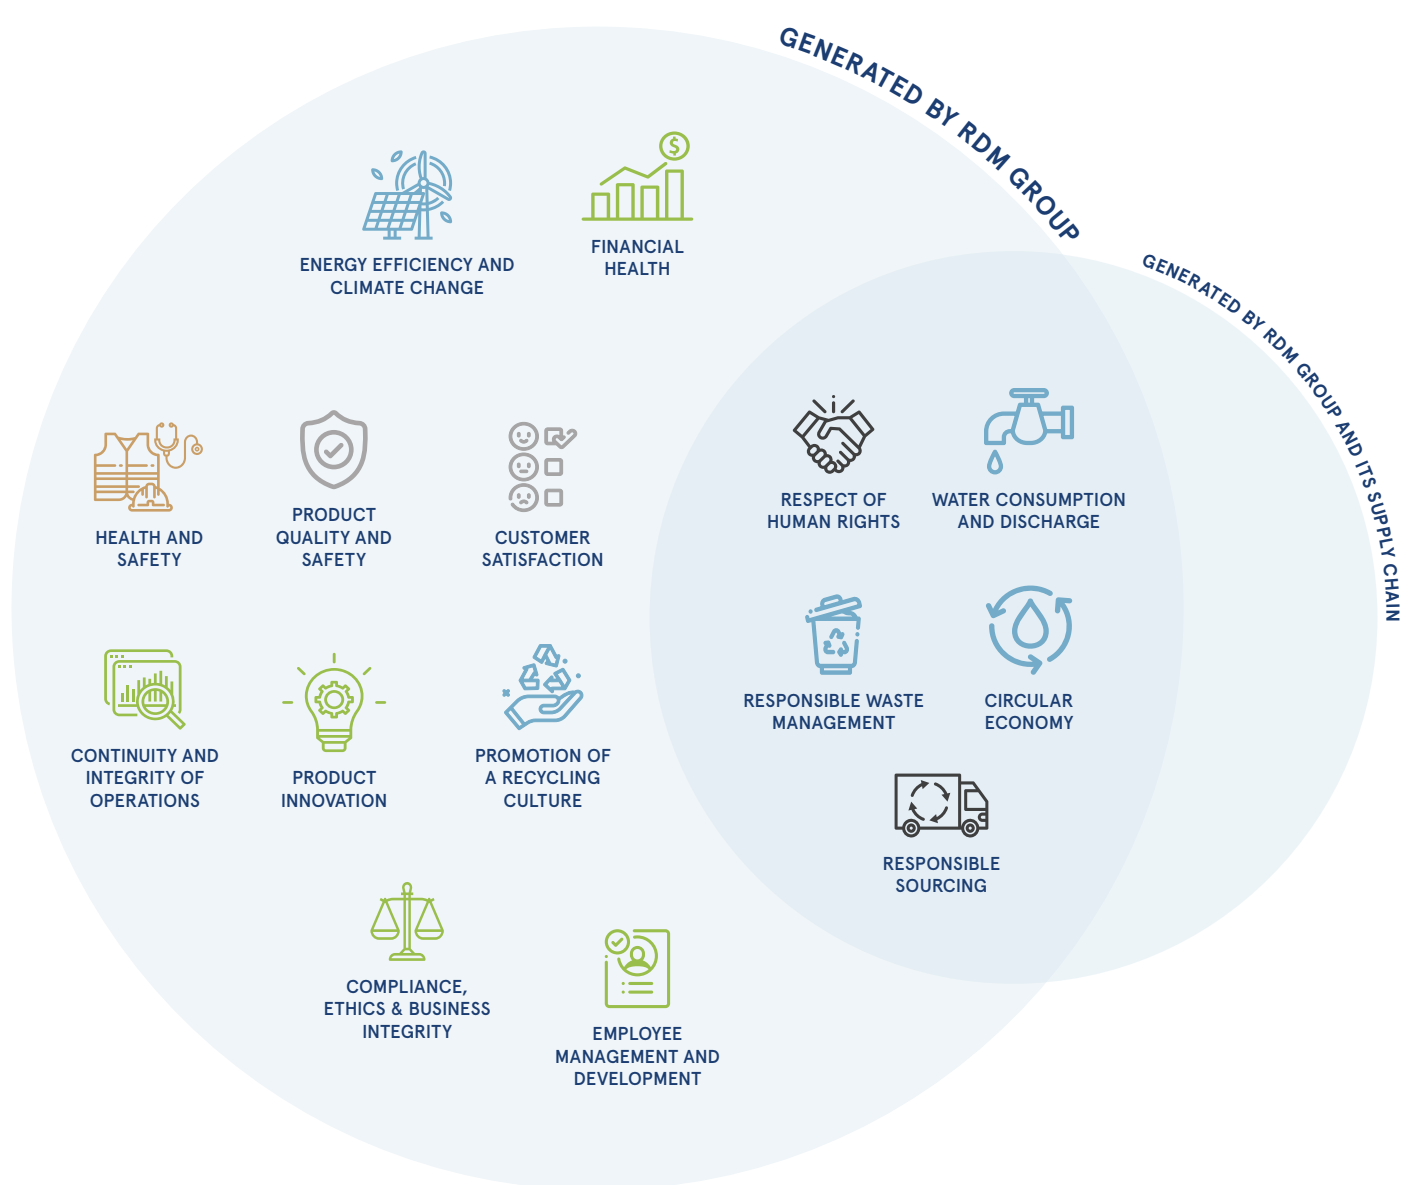 GENERATED BY RDM GROUP
GENERATED BY RDM GROUP AND ITS SUPPLY CHAIN
ENERGY EFFICIENCY AND
CLIMATE CHANGE
$
FINANCIAL
HEALTH
HEALTH AND
SAFETY
PRODUCT
QUALITY AND
SAFETY
CUSTOMER
SATISFACTION
RESPECT OF
HUMAN RIGHTS
WATER CONSUMPTION
AND DISCHARGE
CONTINUITY AND
INTEGRITY OF
OPERATIONS
PRODUCT
INNOVATION
PROMOTION OF
A RECYCLING
CULTURE
RESPONSIBLE WASTE
MANAGEMENT
CIRCULAR
ECONOMY
RESPONSIBLE
SOURCING
COMPLIANCE,
ETHICS & BUSINESS
INTEGRITY
EMPLOYEE
MANAGEMENT AND
DEVELOPMENT